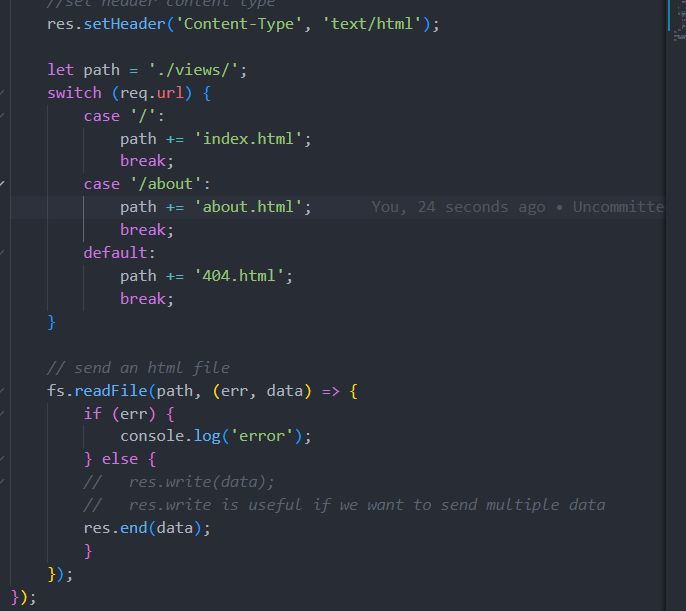 //set header content type
res.setHeader('Content-Type', 'text/html');
let path = './views/';
switch (req.url) {
case '/':
path += 'index.html';
break;
case '/about':
path += 'about.html'; You, 24 seconds ago • Uncommitte
break;
default:
path += '404.html';
break;
}
// send an html file
fs.readFile(path, (err, data) => {
if (err) {
console.log('error');
} else {
// res.write(data);
// res.write is useful if we want to send multiple data
res.end(data);
}
});
});